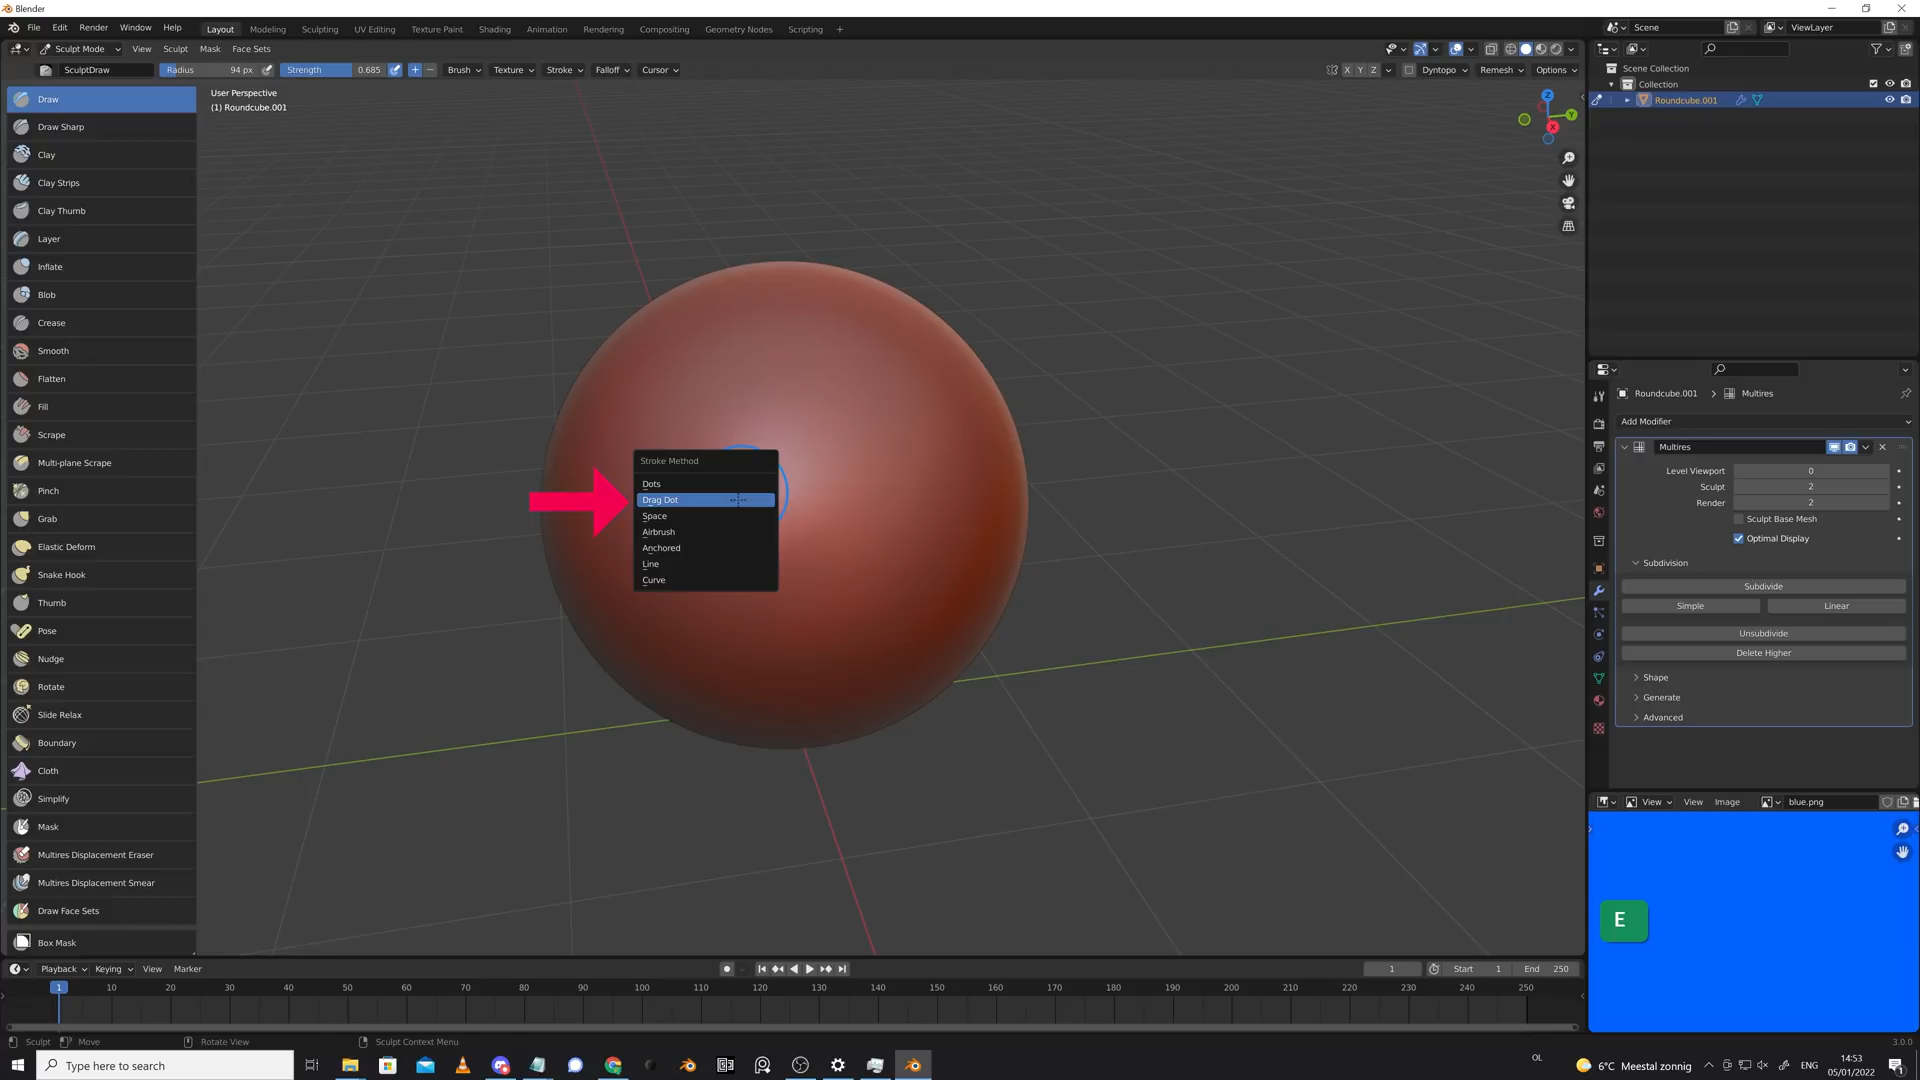 Blender
File Edit Render Window Help Layout Modeling Sculpting UV Editing Texture Paint Shading Animation Rendering Compositing Geometry Nodes Scripting + Scene ViewLayer
Sculpt Mode View Sculpt Mask Face Sets
SculptDraw Radius 94 px Strength 0.685 Brush Texture Stroke Falloff Cursor X Y Z Dyntopo Remesh Options
Scene Collection
Collection
Roundcube.001
User Perspective
(1) Roundcube.001
Z
Y
X
Draw
Draw Sharp
Clay
Clay Strips
Clay Thumb
Layer
Inflate
Blob
Crease
Smooth
Flatten
Fill
Scrape
Multi-plane Scrape
Pinch
Grab
Elastic Deform
Snake Hook
Thumb
Pose
Nudge
Rotate
Slide Relax
Boundary
Cloth
Simplify
Mask
Multires Displacement Eraser
Multires Displacement Smear
Draw Face Sets
Box Mask
Stroke Method
Dots
Drag Dot
Space
Airbrush
Anchored
Line
Curve
Roundcube.001 Multires
Add Modifier
Multires
Level Viewport 0
Sculpt 2
Render 2
Sculpt Base Mesh
Optimal Display
Subdivision
Subdivide
Simple Linear
Unsubdivide
Delete Higher
Shape
Generate
Advanced
View View Image blue.png
E
Playback Keying View Marker 1 Start 1 End 250
1 10 20 30 40 50 60 70 80 90 100 110 120 130 140 150 160 170 180 190 200 210 220 230 240 250
Sculpt Move Rotate View Sculpt Context Menu 3.0.0
Type here to search OL 6°C Meestal zonnig ENG 14:53
05/01/2022